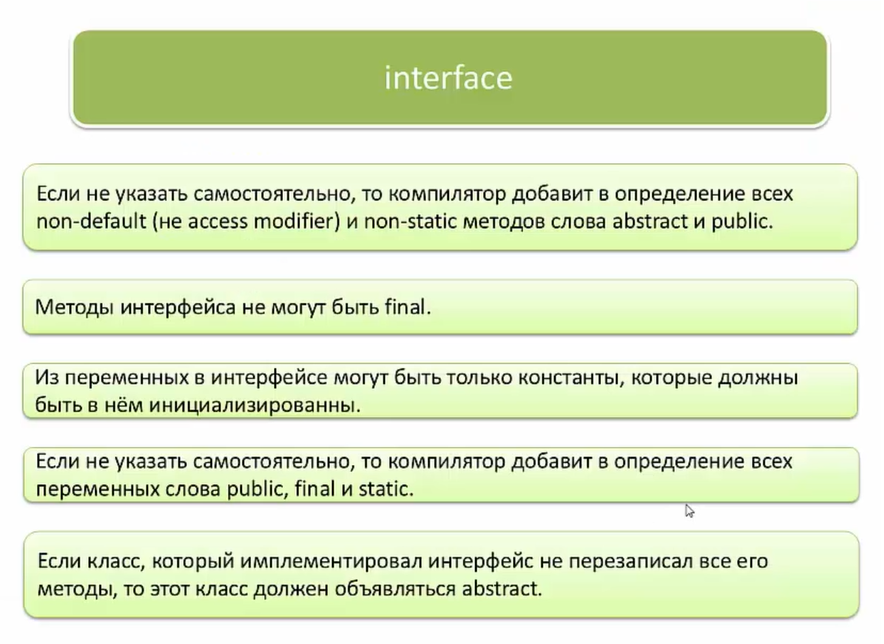 interface
Если не указать самостоятельно, то компилятор добавит в определение всех
non-default (не access modifier) и non-static методов слова abstract и public.
Методы интерфейса не могут быть final.
Из переменных в интерфейсе могут быть только константы, которые должны
быть в нём инициализированны.
Если не указать самостоятельно, то компилятор добавит в определение всех
переменных слова public, final и static.
Если класс, который имплементировал интерфейс не перезаписал все его
методы, то этот класс должен объявляться abstract.